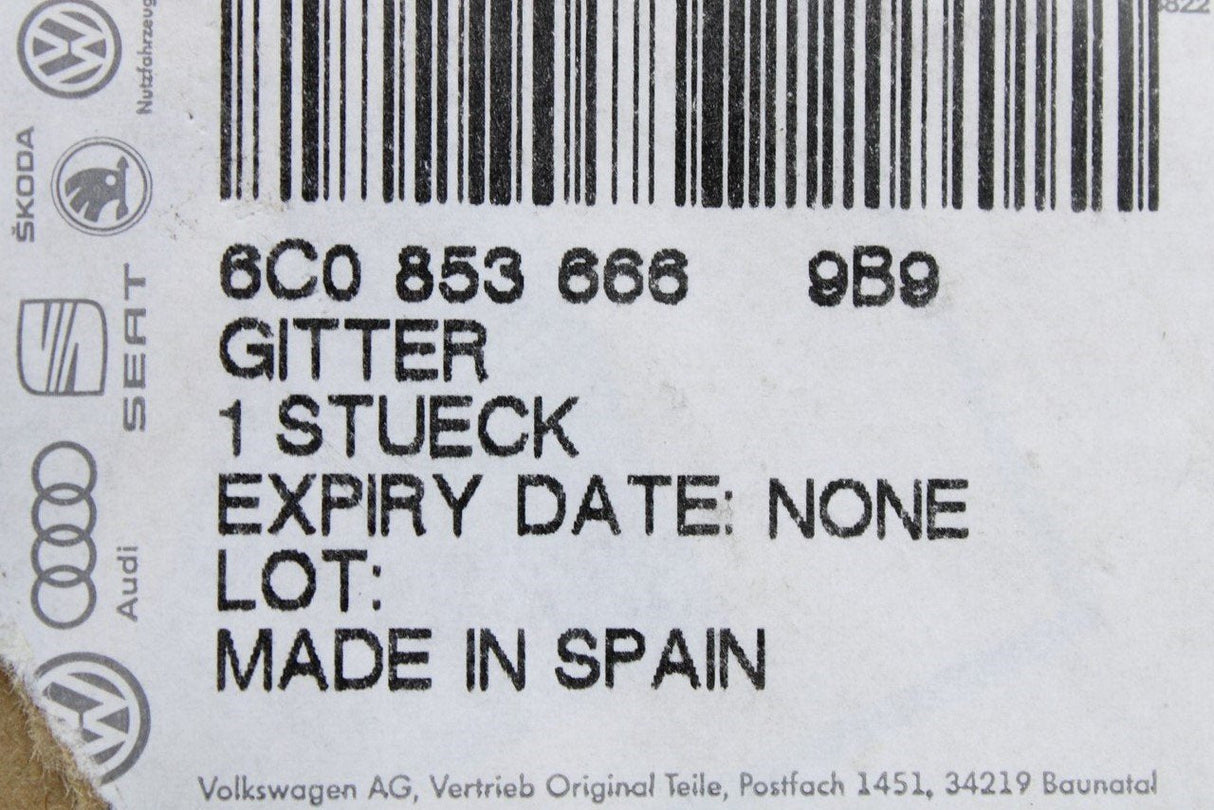 6C0 853 666 9B9
GITTER
1 STUECK
EXPIRY DATE: NONE
LOT:
MADE IN SPAIN
Volkswagen AG, Vertrieb Original Teile, Postfach 1451, 34219 Baunatal
Nutzfahrzeug
ŠKODA
SEAT
Audi